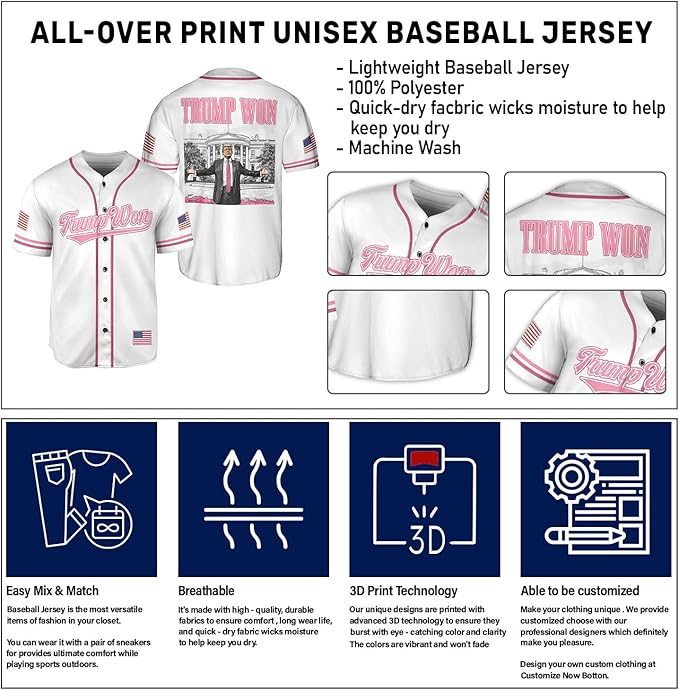 ALL-OVER PRINT UNISEX BASEBALL JERSEY
- Lightweight Baseball Jersey
- 100% Polyester
- Quick-dry facbric wicks moisture to help
keep you dry
- Machine Wash
TRUMP WON
Trump Won
Trump Won
TRUMP WON
Trump W
3D
Easy Mix & Match
Baseball Jersey is the most versatile
items of fashion in your closet.
You can wear it with a pair of sneakers
for provides ultimate comfort while
playing sports outdoors.
Breathable
It's made with high - quality, durable
fabrics to ensure comfort , long wear life,
and quick - dry fabric wicks moisture
to help keep you dry.
3D Print Technology
Our unique designs are printed with
advanced 3D technology to ensure they
burst with eye - catching color and clarity
The colors are vibrant and won't fade
Able to be customized
Make your clothing unique . We provide
customized choose with our
professional designers which definitely
make you pleasure.
Design your own custom clothing at
Customize Now Botton.